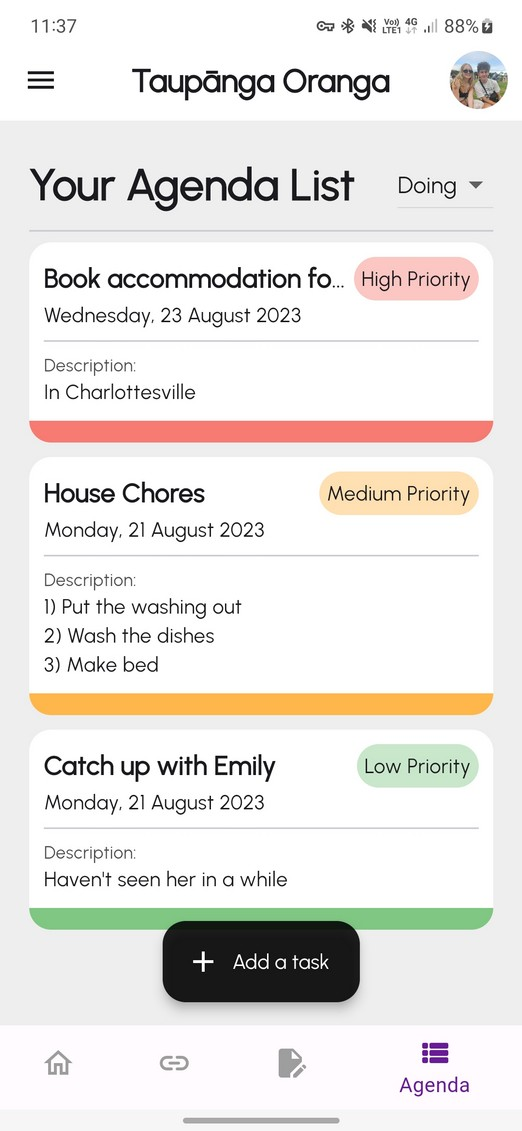 11:37
Vo)) 4G
LTE1
88%
Taupānga Oranga
Your Agenda List
Doing
Book accommodation fo...
High Priority
Wednesday, 23 August 2023
Description:
In Charlottesville
House Chores
Medium Priority
Monday, 21 August 2023
Description:
1) Put the washing out
2) Wash the dishes
3) Make bed
Catch up with Emily
Low Priority
Monday, 21 August 2023
Description:
Haven't seen her in a while
+ Add a task
Agenda